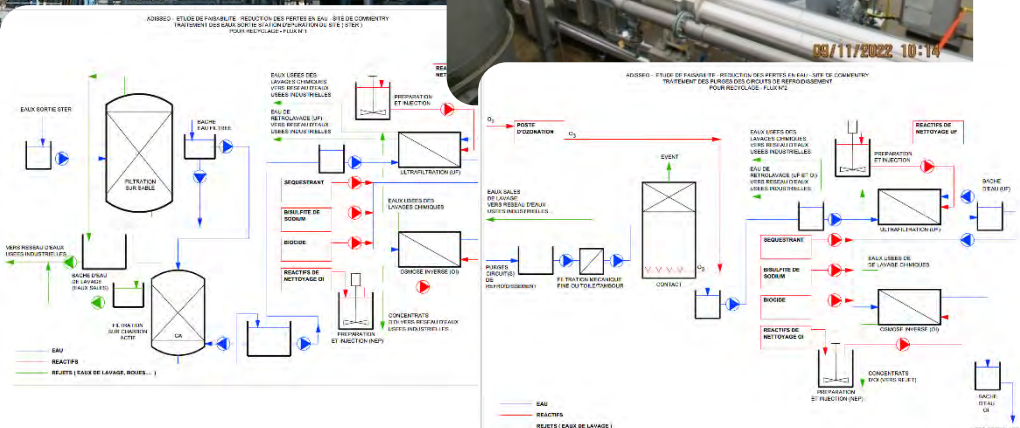 ADISSEO - ETUDE DE FAISABILITE - REDUCTION DES PERTES EN EAU - SITE DE COMMENTRY
TRAITEMENT DES EAUX SORTIE STATION D'EPURATION DU SITE ( STER )
POUR RECYCLAGE - FLUX N°1
EAUX SORTIE STER
FILTRATION
SUR SABLE
BACHE
EAU FILTREE
EAUX USÉES DES
LAVAGES CHIMIQUES
VERS RESEAU D'EAUX
USEES INDUSTRIELLES
EAU DE
RETROLAVAGE (UF)
VERS RESEAU D'EAUX
USEES INDUSTRIELLES
PREPARATION
ET INJECTION
ULTRAFILTRATION (UF)
SEQUESTRANT
BISULFITE DE
SODIUM
BIOCIDE
REACTIFS DE
NETTOYAGE OI
EAUX USÉES DES
LAVAGES CHIMIQUES
OSMOSE INVERSE (OI)
VERS RESEAU D'EAUX
USEES INDUSTRIELLES
BACHE D'EAU
DE LAVAGE
(EAUX SALES)
FILTRATION
SUR CHARBON
ACTIF
CA
PREPARATION
ET INJECTION (NEP)
CONCENTRATS
D'OI VERS RESEAU D'EAUX
USEES INDUSTRIELLES
EAU
REACTIFS
REJETS ( EAUX DE LAVAGE, BOUES.... )
09/11/2022 10:14
ADISSEO - ETUDE DE FAISABILITE - REDUCTION DES PERTES EN EAU - SITE DE COMMENTRY
TRAITEMENT DES PURGES DES CIRCUITS DE REFROIDISSEMENT
POUR RECYCLAGE - FLUX N°2
O3
POSTE
D'OZONATION
O3
EVENT
EAUX SALES
DE LAVAGE
VERS RESEAU D'EAUX
USÉES INDUSTRIELLES
PURGES
CIRCUIT(S)
DE
REFROIDISSEMENT
FILTRATION MECANIQUE
FINE OU TOILE/TAMBOUR
CONTACT
O3
EAUX USÉES DES
LAVAGES CHIMIQUES
VERS RESEAU D'EAUX
USEES INDUSTRIELLES
EAU DE
RETROLAVAGE (UF ET OI)
VERS RESEAU D'EAUX
USEES INDUSTRIELLES
REACTIFS DE
NETTOYAGE UF
PREPARATION
ET INJECTION
ULTRAFILTRATION (UF)
BACHE
D'EAU (UF)
SEQUESTRANT
BISULFITE DE
SODIUM
BIOCIDE
REACTIFS DE
NETTOYAGE OI
EAUX USÉES DE
DE LAVAGE CHIMIQUES
OSMOSE INVERSE (OI)
PREPARATION
ET INJECTION (NEP)
CONCENTRATS
D'OI (VERS REJET)
BACHE
D'EAU
OI
EAU
REACTIFS
REJETS ( EAUX DE LAVAGE )